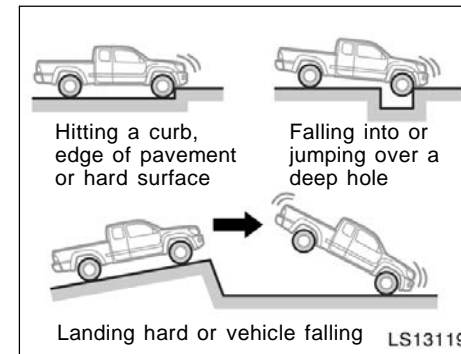 Hitting a curb,
edge of pavement
or hard surface
Falling into or
jumping over a
deep hole
Landing hard or vehicle falling
LS13119